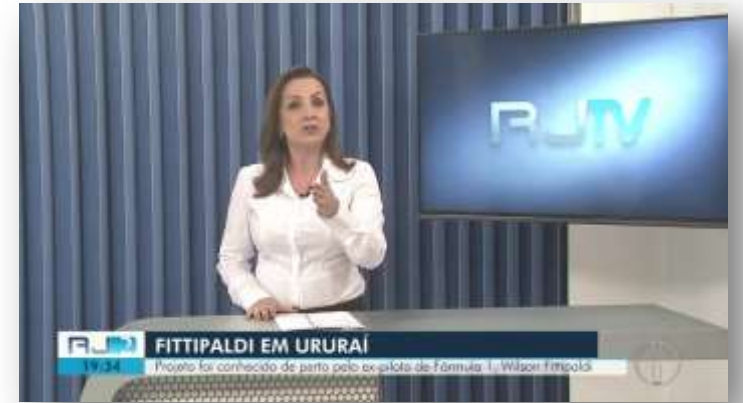 RJTV
RJTV
FITTIPALDI EM URURAÍ
19:34
Projeto foi conhecido de perto pelo ex-piloto de Fórmula 1, Wilson Fittipaldi